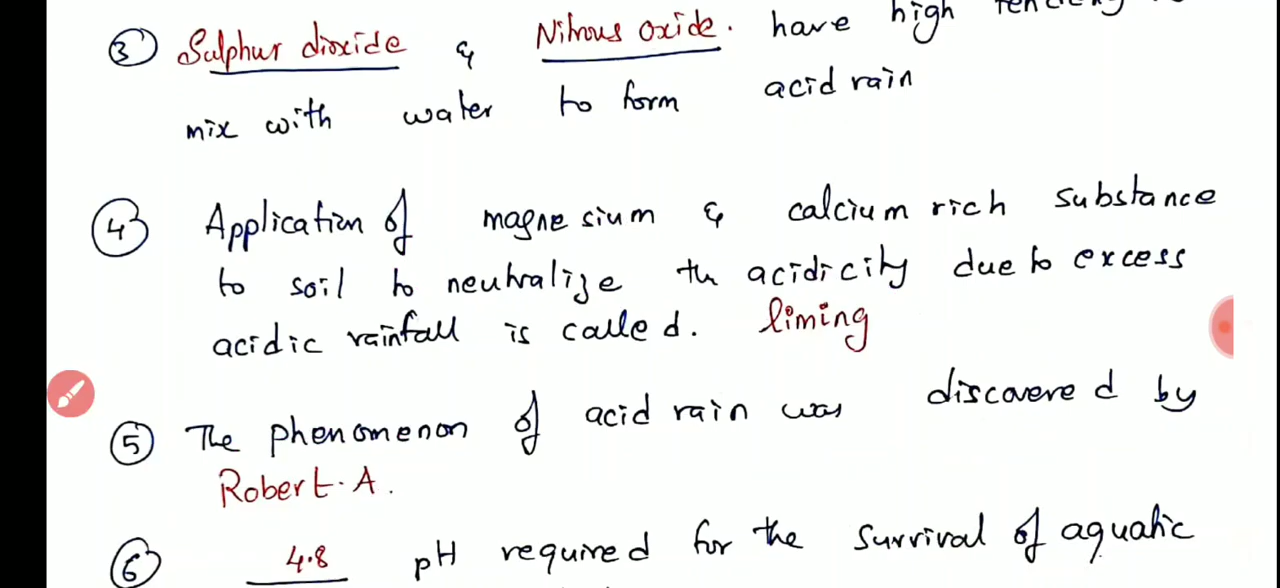 ③ Sulphur dioxide & Nitrous oxide. have high
mix with water to form acid rain
④ Application of magnesium & calcium rich substance
to soil to neutralize th acidicity due to excess
acidic rainfall is called. liming
⑤ The phenomenon of acid rain was discovered by
Robert. A.
⑥ 4.8 pH required for the survival of aquatic